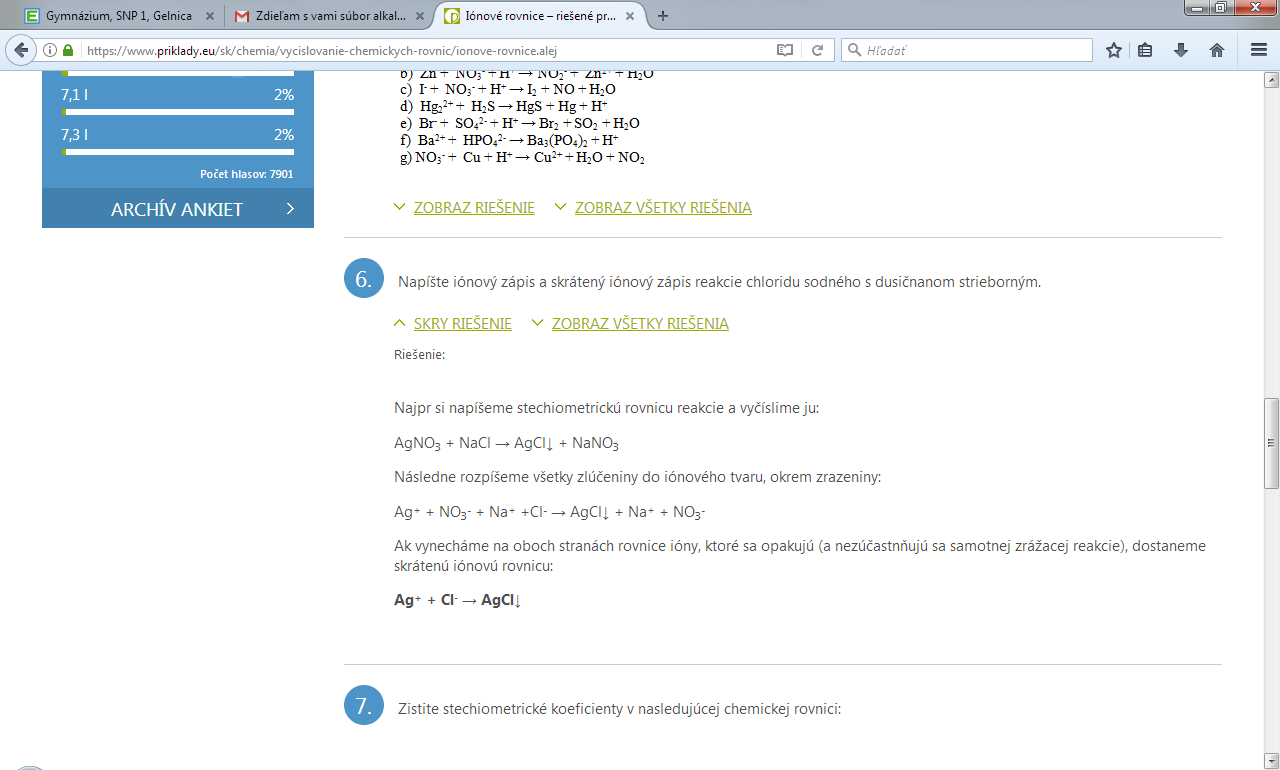 Gymnázium, SNP 1, Gelnica
Zdieľam s vami súbor alkal...
Iónové rovnice – riešené pr...
https://www.priklady.eu/sk/chemia/vycislovanie-chemickych-rovnic/ionove-rovnice.alej
Hľadať
7,1 l 2%
7,3 l 2%
Počet hlasov: 7901
ARCHÍV ANKIET
b) Zn + NO₃⁻ + H⁺ → NO₂⁻ + Zn²⁺ + H₂O
c) I⁻ + NO₃⁻ + H⁺ → I₂ + NO + H₂O
d) Hg₂²⁺ + H₂S → HgS + Hg + H⁺
e) Br⁻ + SO₄²⁻ + H⁺ → Br₂ + SO₂ + H₂O
f) Ba²⁺ + HPO₄²⁻ → Ba₃(PO₄)₂ + H⁺
g) NO₃⁻ + Cu + H⁺ → Cu²⁺ + H₂O + NO₂
ZOBRAZ RIEŠENIE ZOBRAZ VŠETKY RIEŠENIA
6. Napíšte iónový zápis a skrátený iónový zápis reakcie chloridu sodného s dusičnanom strieborným.
SKRY RIEŠENIE ZOBRAZ VŠETKY RIEŠENIA
Riešenie:
Najpr si napíšeme stechiometrickú rovnicu reakcie a vyčíslime ju:
AgNO₃ + NaCl → AgCl↓ + NaNO₃
Následne rozpíšeme všetky zlúčeniny do iónového tvaru, okrem zrazeniny:
Ag⁺ + NO₃⁻ + Na⁺ +Cl⁻ → AgCl↓ + Na⁺ + NO₃⁻
Ak vynecháme na oboch stranách rovnice ióny, ktoré sa opakujú (a nezúčastnňujú sa samotnej zrážacej reakcie), dostaneme
skrátenú iónovú rovnicu:
Ag⁺ + Cl⁻ → AgCl↓
7. Zistite stechiometrické koeficienty v nasledujúcej chemickej rovnici: